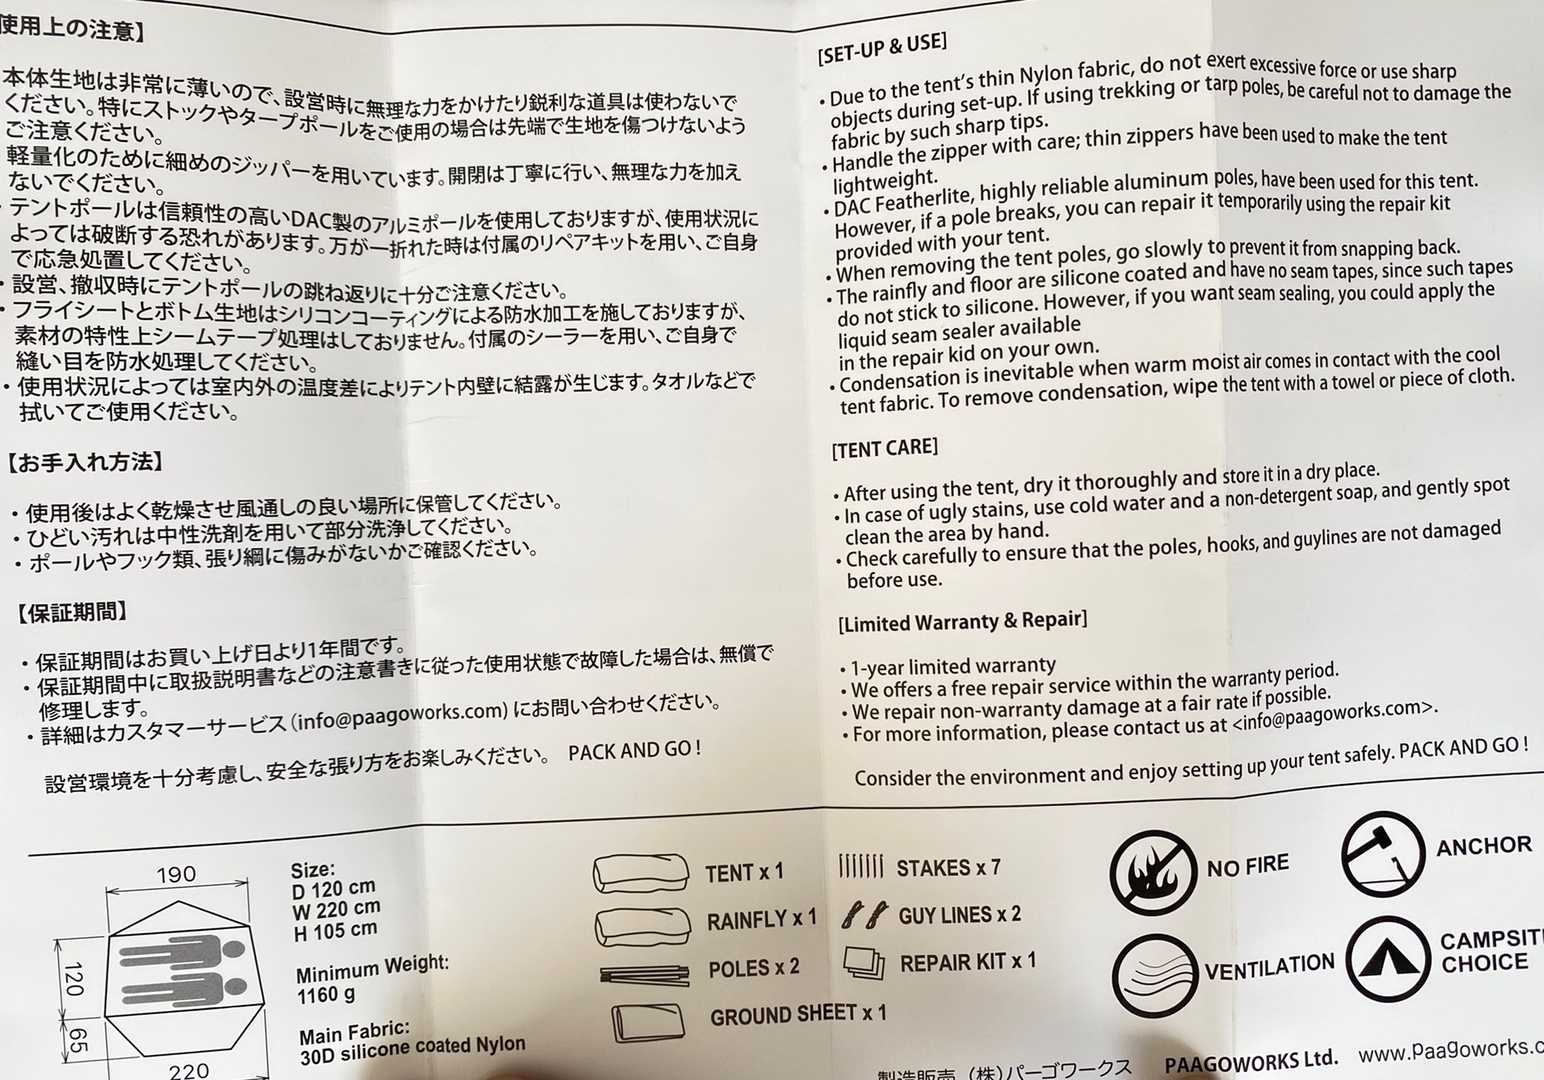 使用上の注意】
本体生地は非常に薄いので、設営時に無理な力をかけたり鋭利な道具は使わないで
ください。特にストックやタープポールをご使用の場合は先端で生地を傷つけないよう
ご注意ください。
軽量化のために細めのジッパーを用いています。開閉は丁寧に行い、無理な力を加え
ないでください。
・テントポールは信頼性の高いDAC製のアルミポールを使用しておりますが、使用状況に
よっては破断する恐れがあります。万が一折れた時は付属のリペアキットを用い、ご自身
で応急処置してください。
・設営、撤収時にテントポールの跳ね返りに十分ご注意ください。
・フライシートとボトム生地はシリコンコーティングによる防水加工を施しておりますが、
素材の特性上シームテープ処理はしておりません。付属のシーラーを用い、ご自身で
縫い目を防水処理してください。
・使用状況によっては室内外の温度差によりテント内壁に結露が生じます。タオルなどで
拭いてご使用ください。
【お手入れ方法】
・使用後はよく乾燥させ風通しの良い場所に保管してください。
・ひどい汚れは中性洗剤を用いて部分洗浄してください。
・ポールやフック類、張り綱に傷みがないかご確認ください。
【保証期間】
・保証期間はお買い上げ日より1年間です。
・保証期間中に取扱説明書などの注意書きに従った使用状態で故障した場合は、無償で
修理します。
・詳細はカスタマーサービス（info@paagoworks.com）にお問い合わせください。
設営環境を十分考慮し、安全な張り方をお楽しみください。 PACK AND GO !
[SET-UP & USE]
• Due to the tent's thin Nylon fabric, do not exert excessive force or use sharp
objects during set-up. If using trekking or tarp poles, be careful not to damage the
fabric by such sharp tips.
• Handle the zipper with care; thin zippers have been used to make the tent
lightweight.
• DAC Featherlite, highly reliable aluminum poles, have been used for this tent.
However, if a pole breaks, you can repair it temporarily using the repair kit
provided with your tent.
• When removing the tent poles, go slowly to prevent it from snapping back.
• The rainfly and floor are silicone coated and have no seam tapes, since such tapes
do not stick to silicone. However, if you want seam sealing, you could apply the
liquid seam sealer available
in the repair kid on your own.
• Condensation is inevitable when warm moist air comes in contact with the cool
tent fabric. To remove condensation, wipe the tent with a towel or piece of cloth.
[TENT CARE]
• After using the tent, dry it thoroughly and store it in a dry place.
• In case of ugly stains, use cold water and a non-detergent soap, and gently spot
clean the area by hand.
• Check carefully to ensure that the poles, hooks, and guylines are not damaged
before use.
[Limited Warranty & Repair]
• 1-year limited warranty
• We offers a free repair service within the warranty period.
• We repair non-warranty damage at a fair rate if possible.
• For more information, please contact us at <info@paagoworks.com>.
Consider the environment and enjoy setting up your tent safely. PACK AND GO !
190
120
65
220
Size:
D 120 cm
W 220 cm
H 105 cm
Minimum Weight:
1160 g
Main Fabric:
30D silicone coated Nylon
TENT x 1
RAINFLY x 1
POLES x 2
GROUND SHEET x 1
STAKES x 7
GUY LINES x 2
REPAIR KIT x 1
NO FIRE
ANCHOR
VENTILATION
CAMPSIT
CHOICE
製造販売 （株）パーゴワークス PAAGOWORKS Ltd. www.paagoworks.c